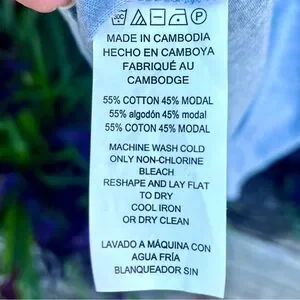 30C P
MADE IN CAMBODIA
HECHO EN CAMBOYA
FABRIQUÉ AU
CAMBODGE
55% COTTON 45% MODAL
55% algodón 45% modal
55% COTON 45% MODAL
MACHINE WASH COLD
ONLY NON-CHLORINE
BLEACH
RESHAPE AND LAY FLAT
TO DRY
COOL IRON
OR DRY CLEAN
LAVADO A MÁQUINA CON
AGUA FRÍA
BLANQUEADOR SIN